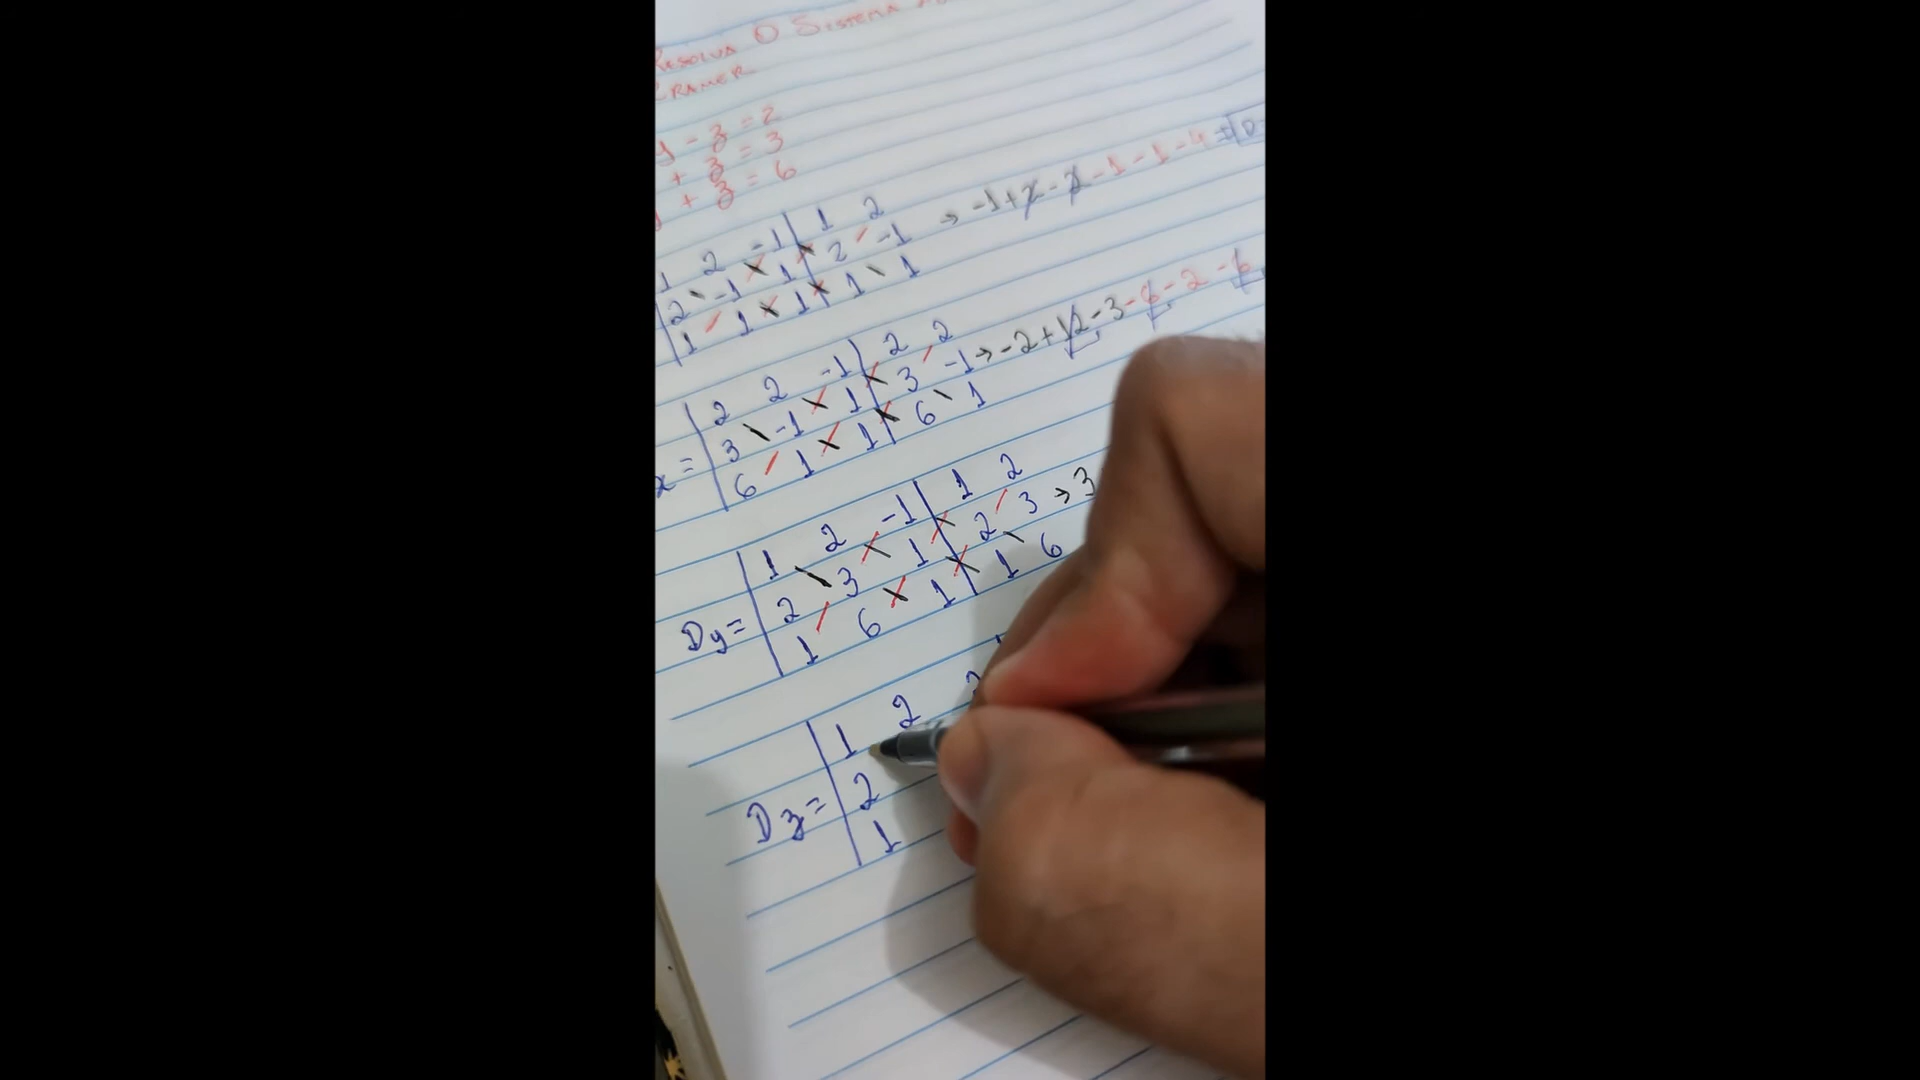 RESOLVA O SISTEMA
CRAMER
y - z = 2
+ z = 3
+ z = 6
1 2 -1 | 1 2
2 -1 1 | 2 -1 → -1+2-2-1-1-4 = D
1 1 1 | 1 1
2 2 -1 | 2 2
x = 3 -1 1 | 3 -1 → -2+12-3-6-2-6
6 1 1 | 6 1
1 2 -1 | 1 2
Dy = 2 3 1 | 2 3 → 3
1 6 1 | 1 6
1 2
Dz = 2
1